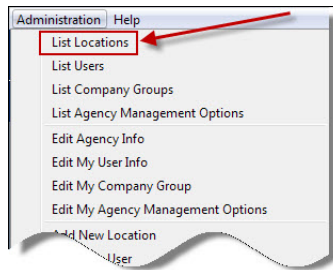 Administration Help
List Locations
List Users
List Company Groups
List Agency Management Options
Edit Agency Info
Edit My User Info
Edit My Company Group
Edit My Agency Management Options
Add New Location
User